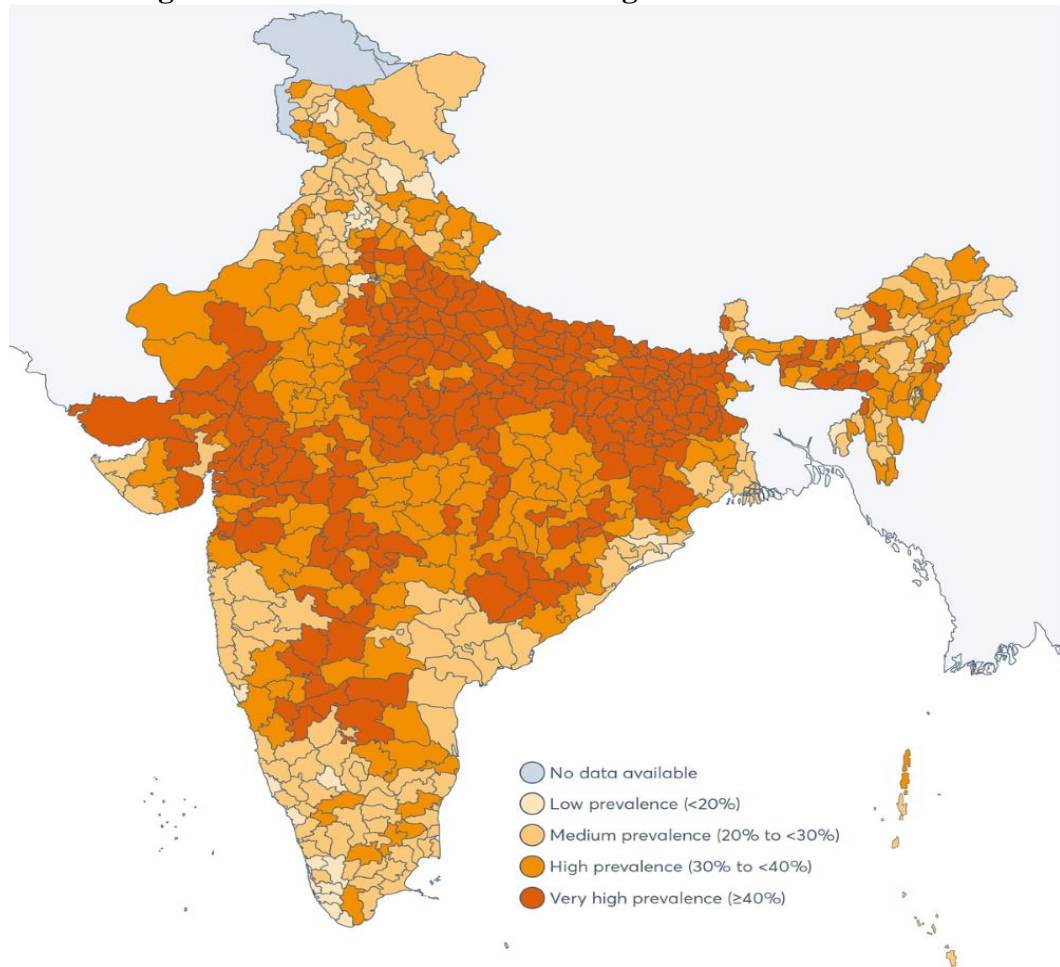 No data available
Low prevalence (<20%)
Medium prevalence (20% to <30%)
High prevalence (30% to <40%)
Very high prevalence (≥40%)